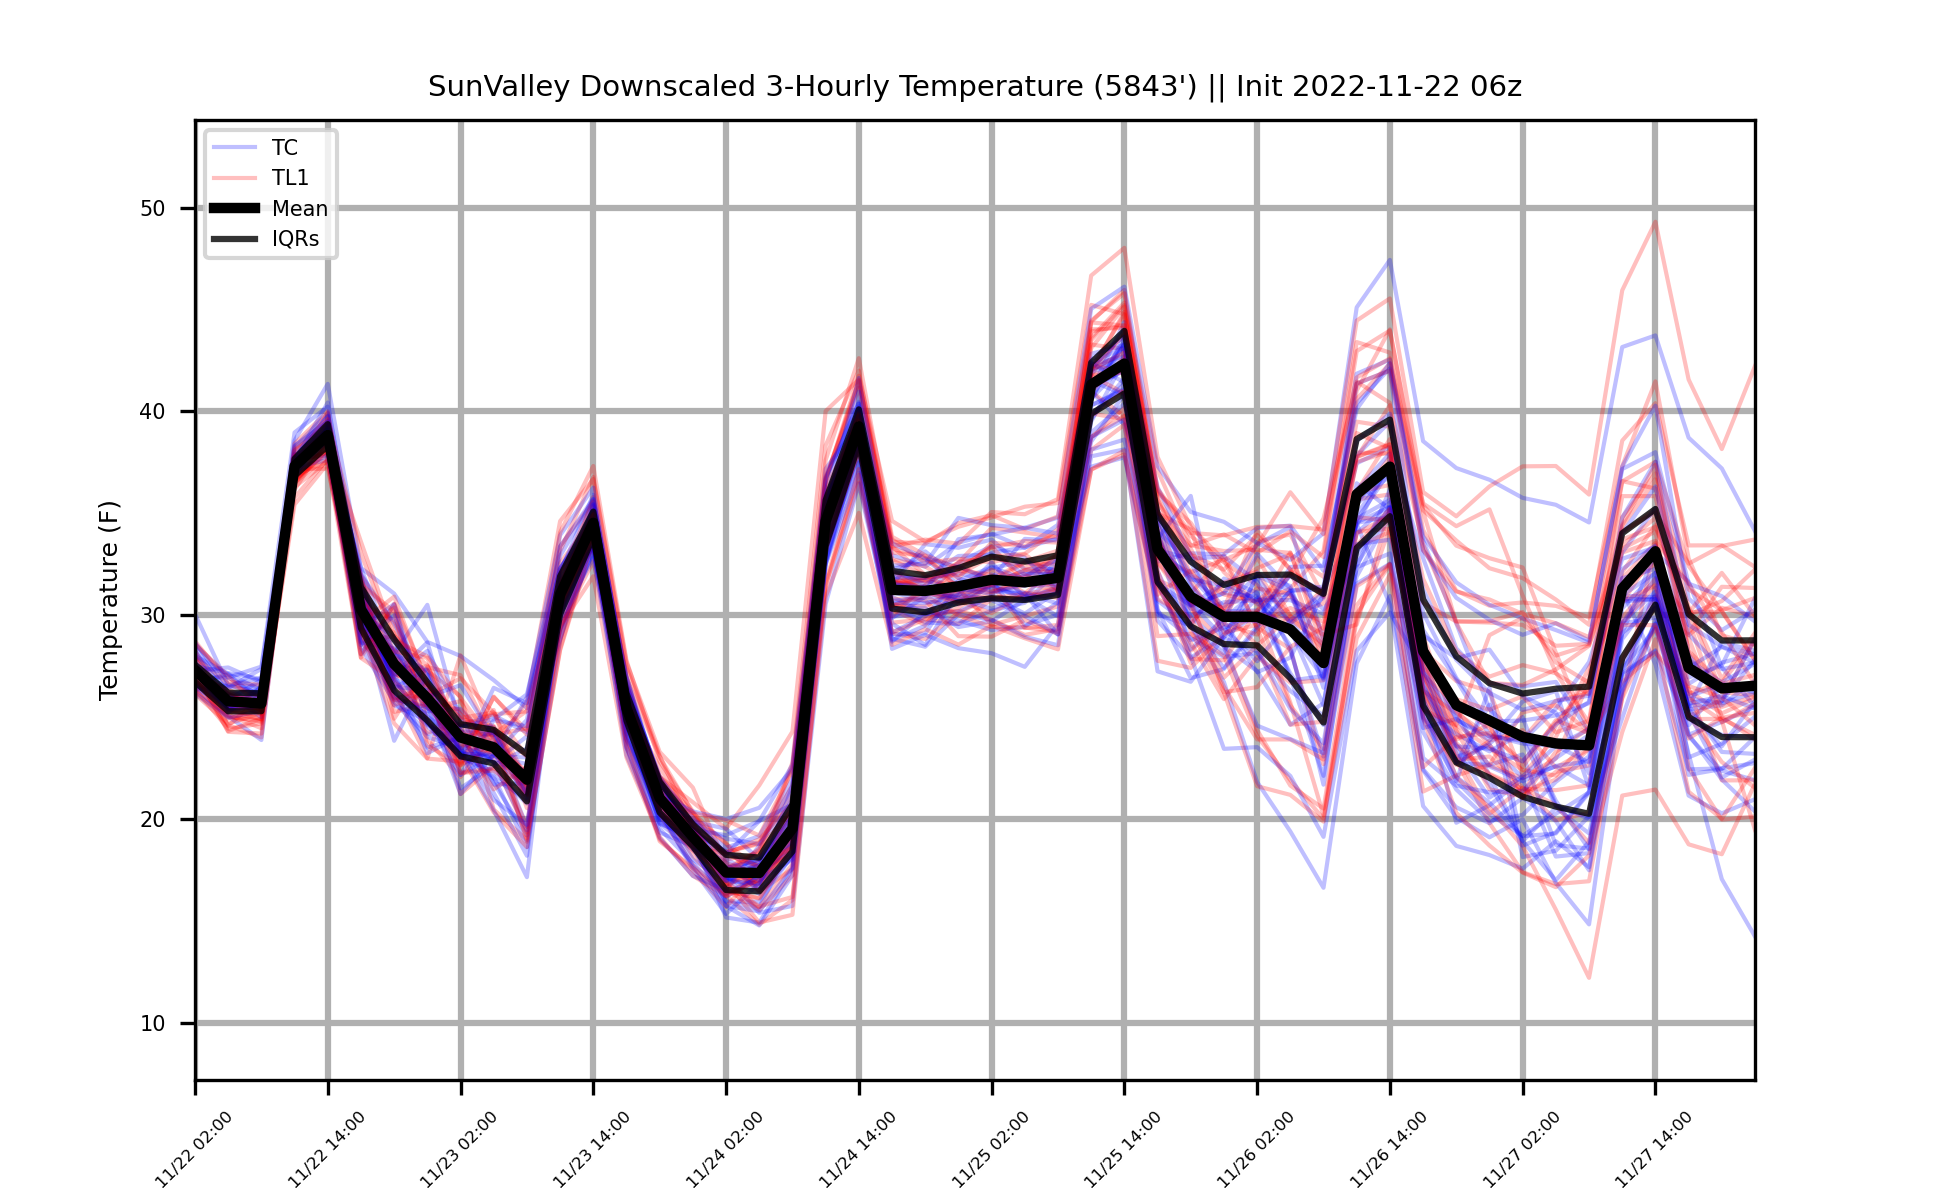 SunValley Downscaled 3-Hourly Temperature (5843') || Init 2022-11-22 06z
TC
TL1
Mean
IQRs
Temperature (F)
50
40
30
20
10
11/22 02:00
11/22 14:00
11/23 02:00
11/23 14:00
11/24 02:00
11/24 14:00
11/25 02:00
11/25 14:00
11/26 02:00
11/26 14:00
11/27 02:00
11/27 14:00